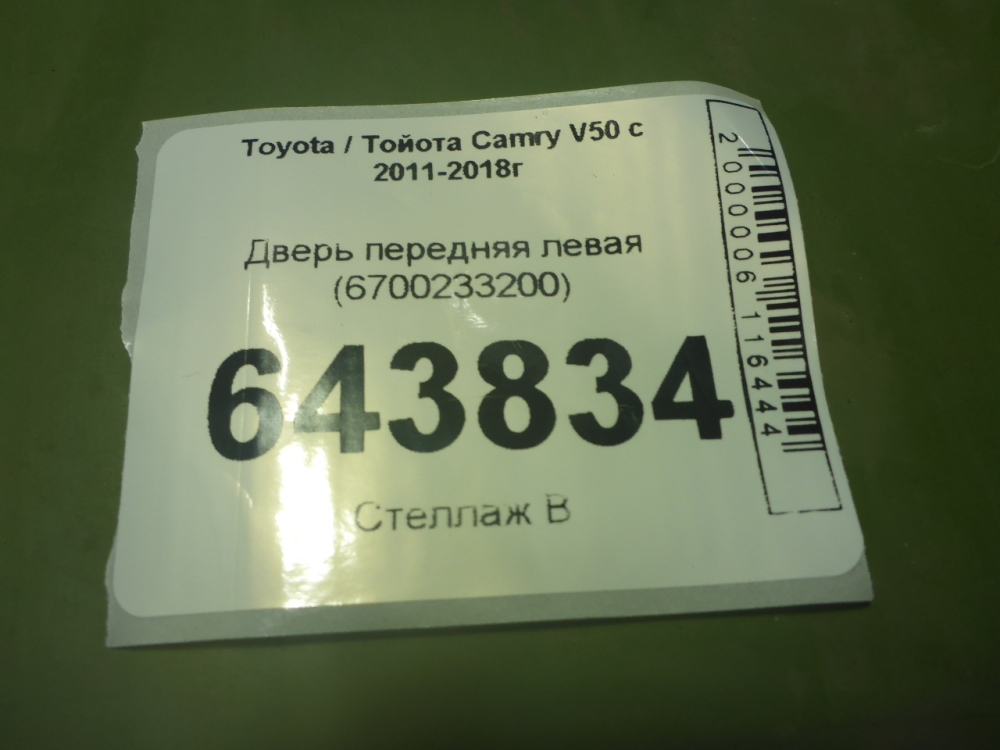 Toyota / Тойота Camry V50 с
2011-2018г
Дверь передняя левая
(6700233200)
643834
Стеллаж В
2000006116444